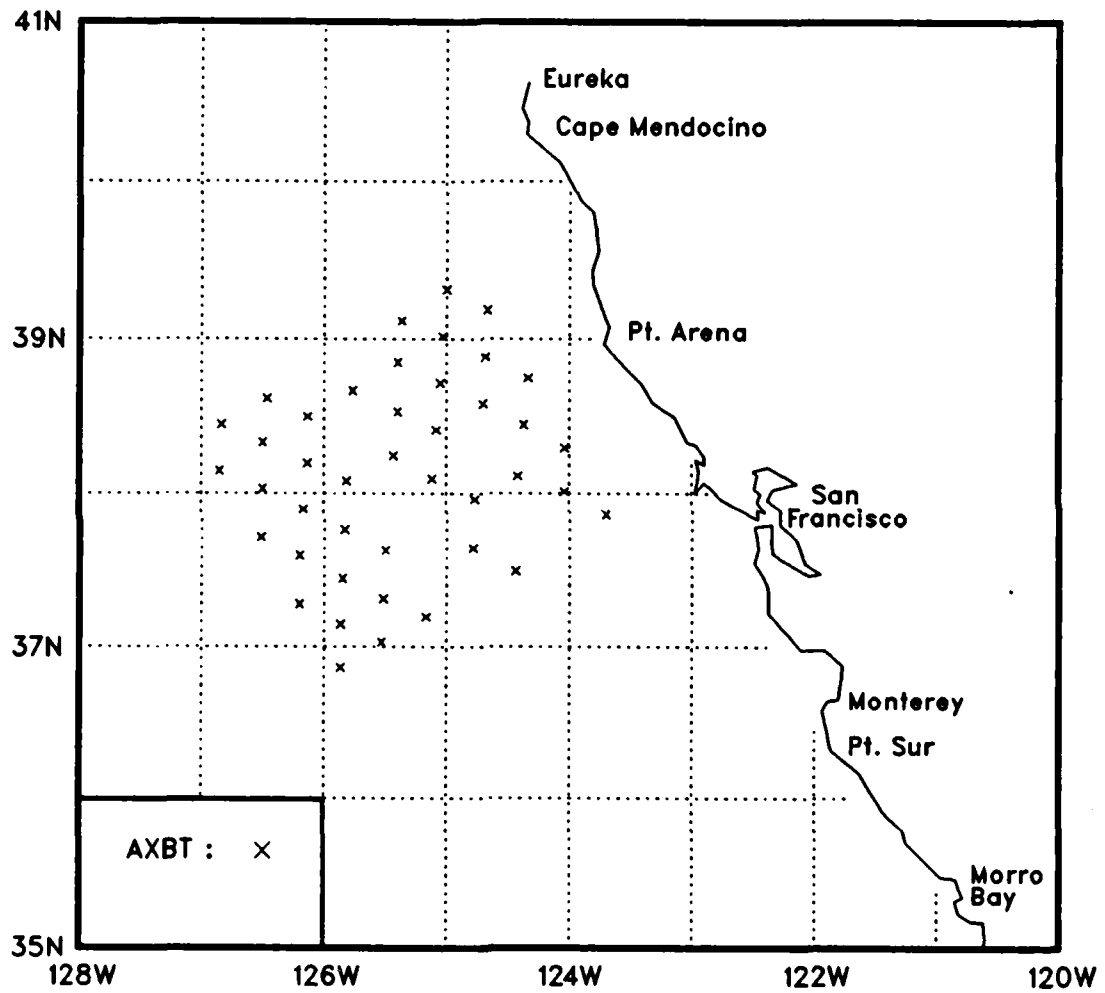 41N
Eureka
Cape Mendocino
39N
Pt. Arena
San
Francisco
37N
Monterey
Pt. Sur
AXBT : ×
Morro
Bay
35N
128W 126W 124W 122W 120W